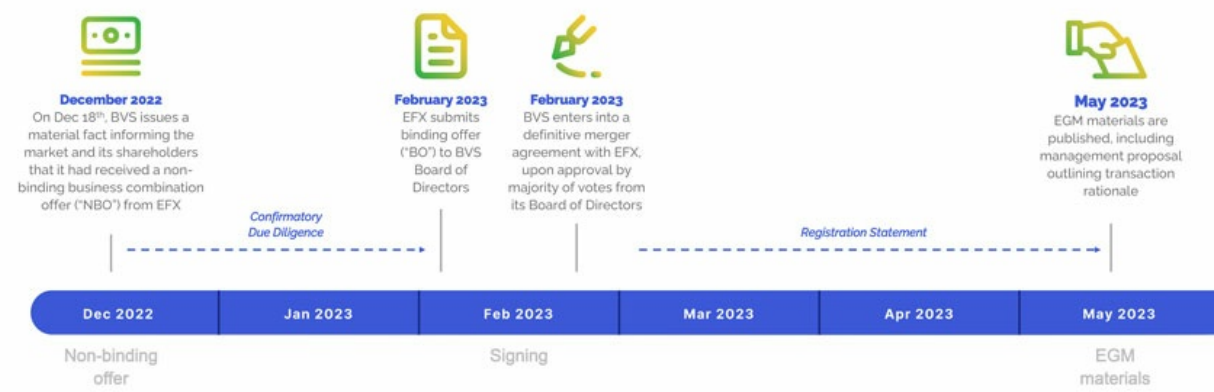 December 2022
On Dec 18th, BVS issues a
material fact informing the
market and its shareholders
that it had received a non-
binding business combination
offer ("NBO") from EFX
February 2023
EFX submits
binding offer
("BO") to BVS
Board of
Directors
February 2023
BVS enters into a
definitive merger
agreement with EFX,
upon approval by
majority of votes from
its Board of Directors
May 2023
EGM materials are
published, including
management proposal
outlining transaction
rationale
Confirmatory
Due Diligence
Registration Statement
Dec 2022
Jan 2023
Feb 2023
Mar 2023
Apr 2023
May 2023
Non-binding
offer
Signing
EGM
materials